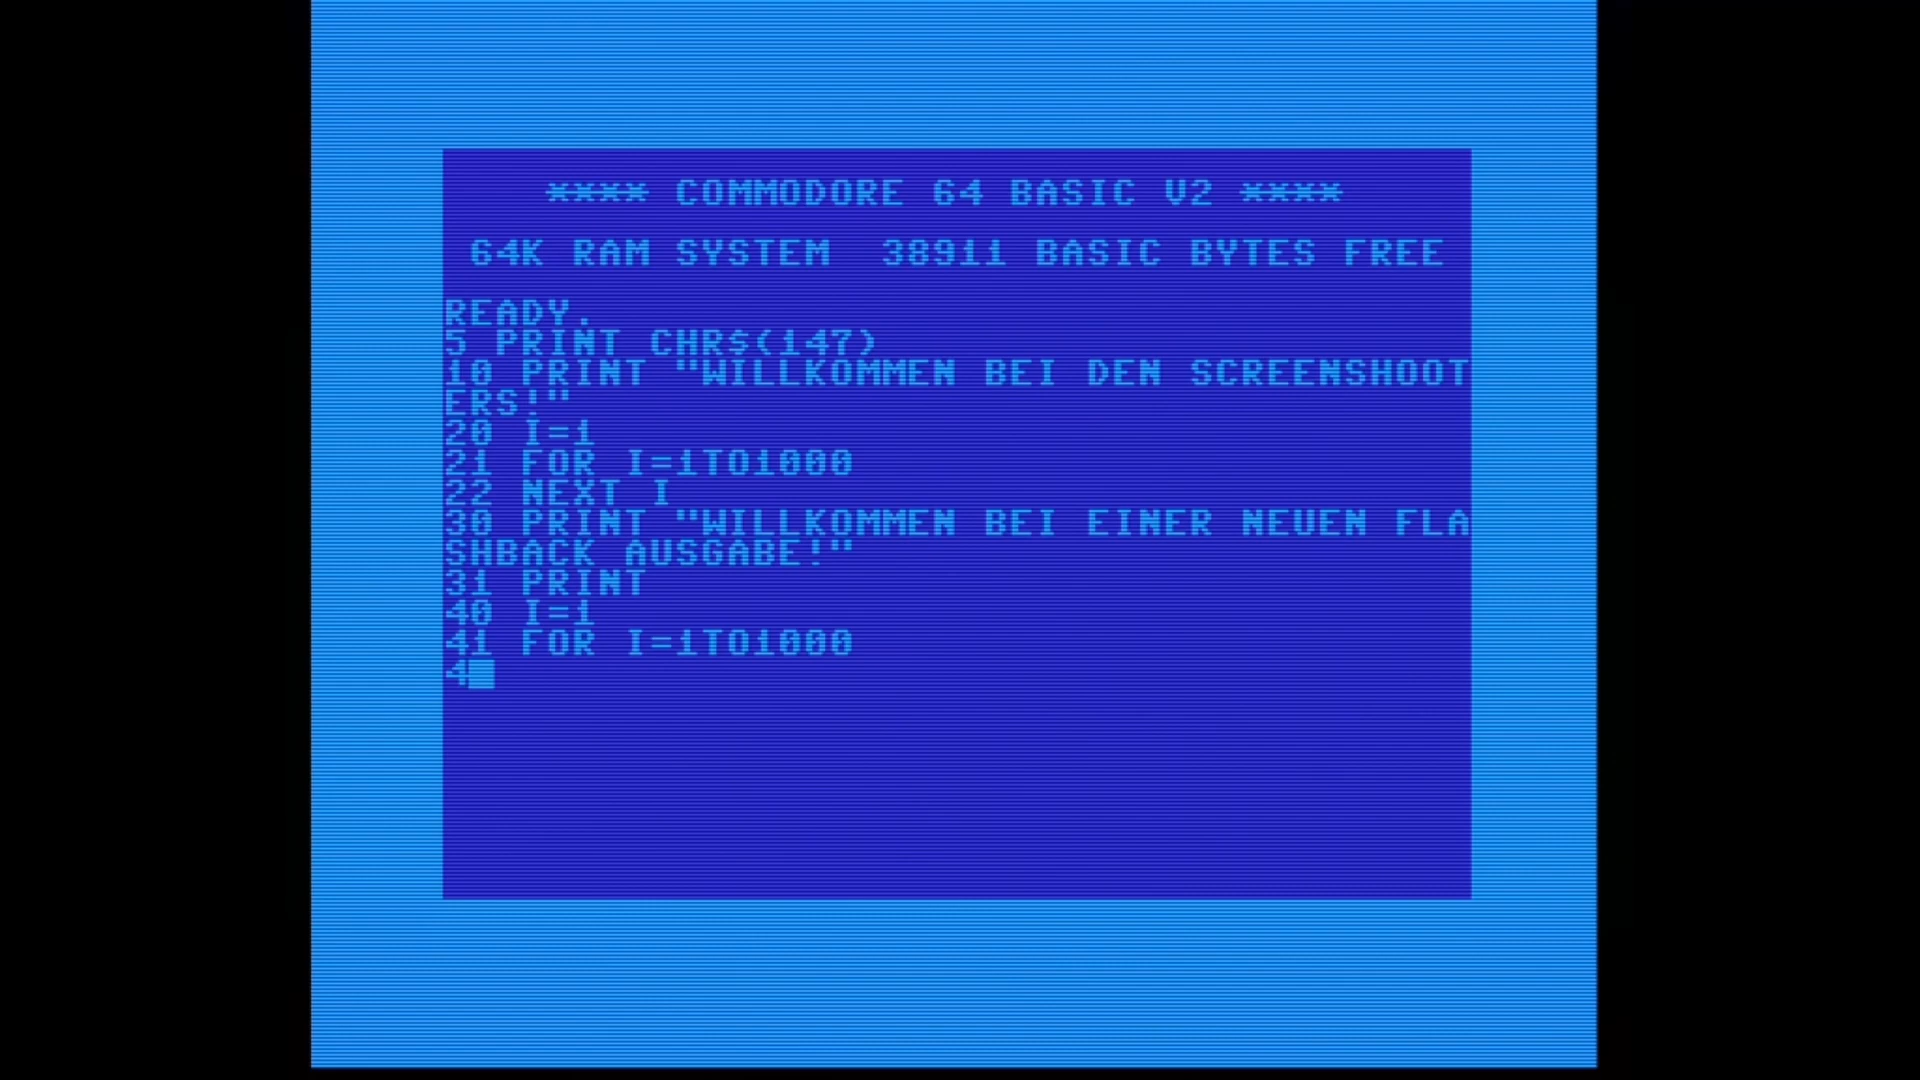 **** COMMODORE 64 BASIC V2 ****
64K RAM SYSTEM  38911 BASIC BYTES FREE
READY.
5 PRINT CHR$(147)
10 PRINT "WILLKOMMEN BEI DEN SCREENSHOOT
ERS!"
20 I=1
21 FOR I=1TO1000
22 NEXT I
30 PRINT "WILLKOMMEN BEI EINER NEUEN FLA
SHBACK AUSGABE!"
31 PRINT
40 I=1
41 FOR I=1TO1000
4